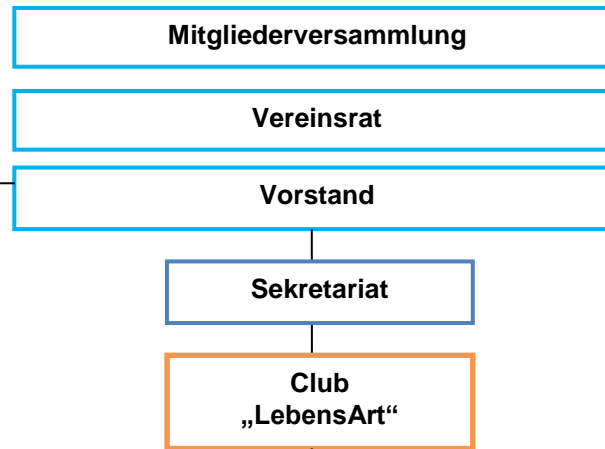 Mitgliederversammlung
Vereinsrat
Vorstand
Sekretariat
Club
„LebensArt“